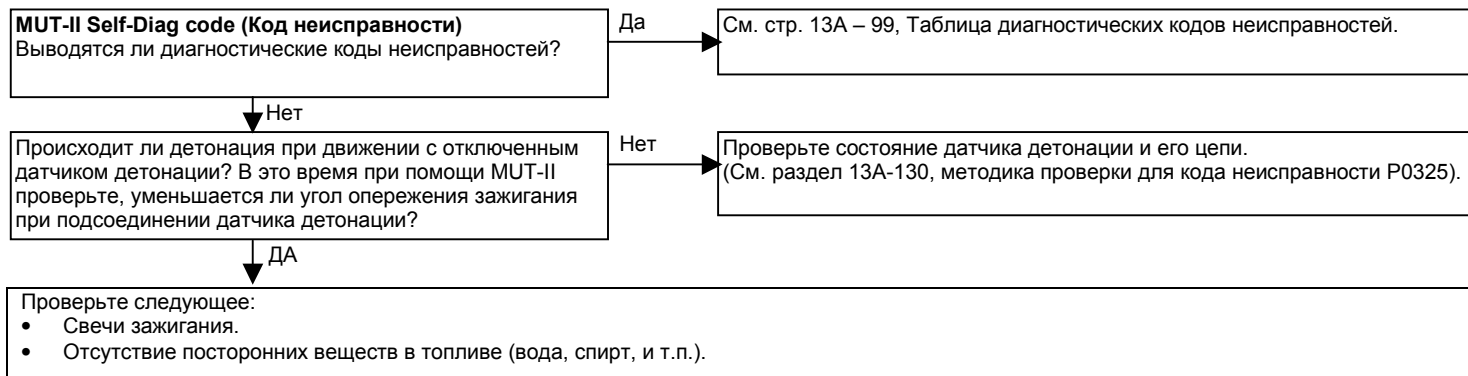 MUT-II Self-Diag code (Код неисправности)
Выводятся ли диагностические коды неисправностей?
Да
См. стр. 13А – 99, Таблица диагностических кодов неисправностей.
Нет
Происходит ли детонация при движении с отключенным
датчиком детонации? В это время при помощи MUT-II
проверьте, уменьшается ли угол опережения зажигания
при подсоединении датчика детонации?
Нет
Проверьте состояние датчика детонации и его цепи.
(См. раздел 13А-130, методика проверки для кода неисправности P0325).
ДА
Проверьте следующее:
• Свечи зажигания.
• Отсутствие посторонних веществ в топливе (вода, спирт, и т.п.).